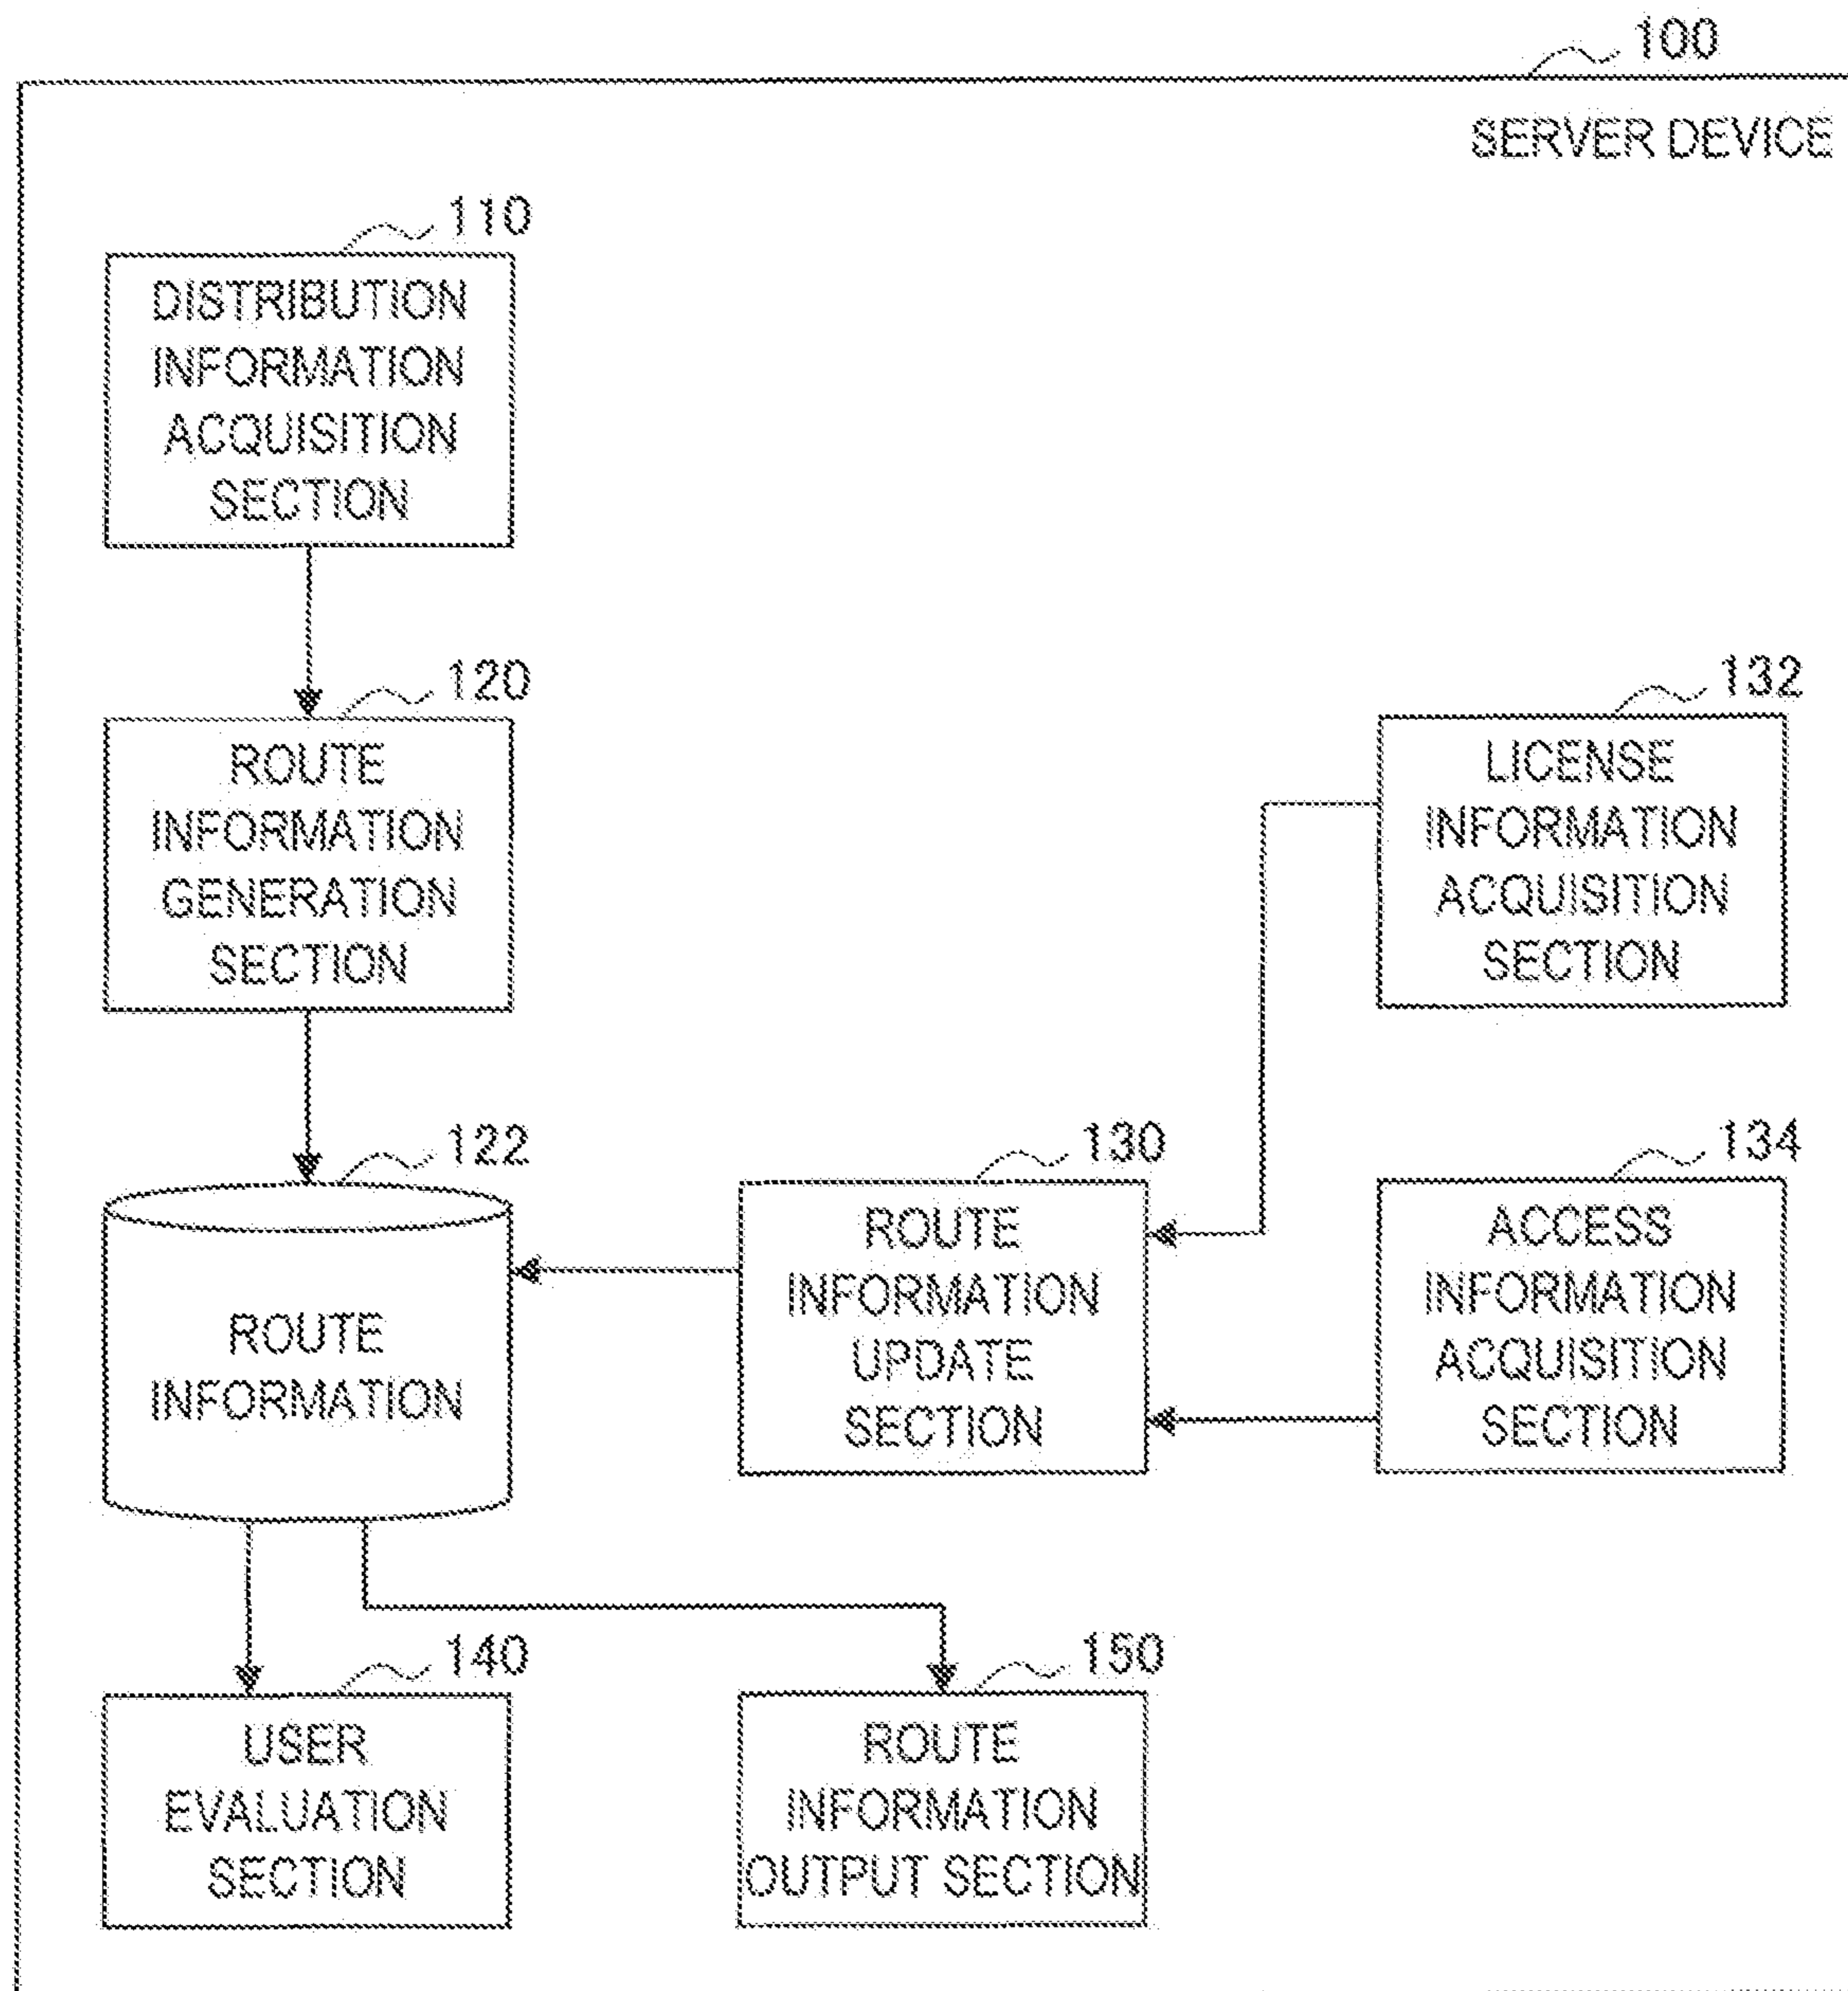 100
SERVER DEVICE
110
DISTRIBUTION
INFORMATION
ACQUISITION
SECTION
120
ROUTE
INFORMATION
GENERATION
SECTION
132
LICENSE
INFORMATION
ACQUISITION
SECTION
122
ROUTE
INFORMATION
130
ROUTE
INFORMATION
UPDATE
SECTION
134
ACCESS
INFORMATION
ACQUISITION
SECTION
140
USER
EVALUATION
SECTION
150
ROUTE
INFORMATION
OUTPUT SECTION